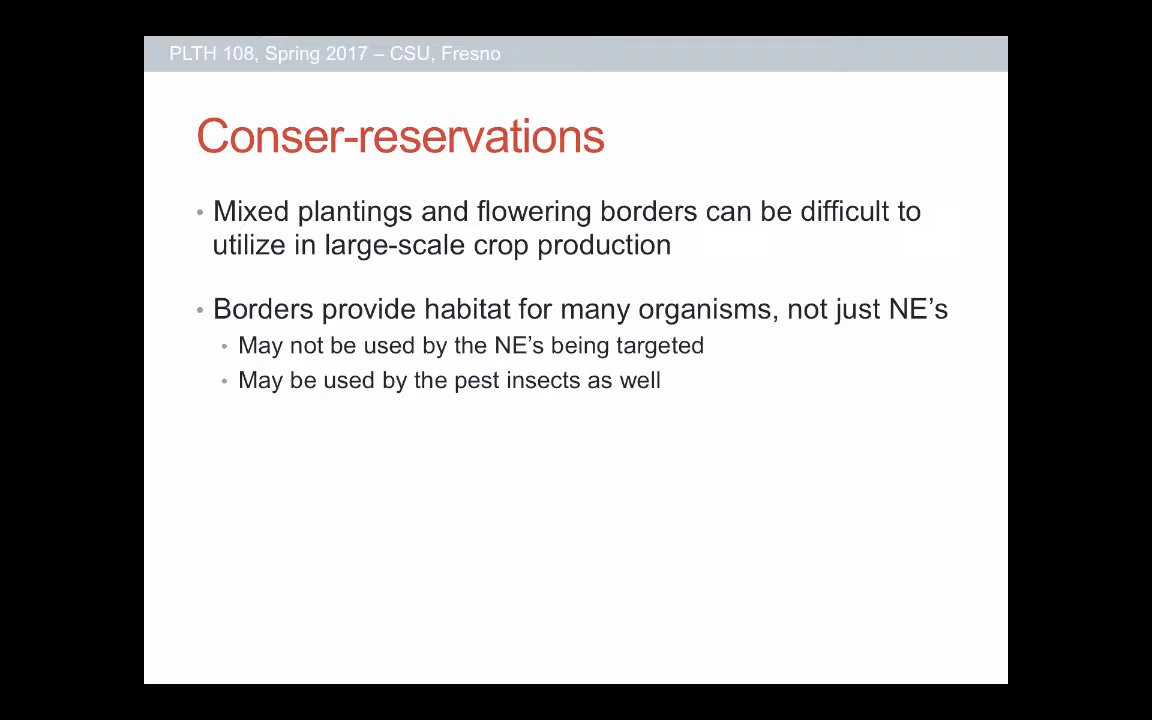 PLTH 108, Spring 2017 – CSU, Fresno
Conser-reservations
• Mixed plantings and flowering borders can be difficult to
utilize in large-scale crop production
• Borders provide habitat for many organisms, not just NE’s
• May not be used by the NE’s being targeted
• May be used by the pest insects as well